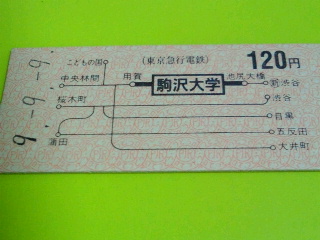 9.-9.-9
(東京急行電鉄)
120円
こどもの国
中央林間
用賀
駒沢大学
池尻大橋
新渋谷
桜木町
渋谷
目黒
蒲田
五反田
大井町